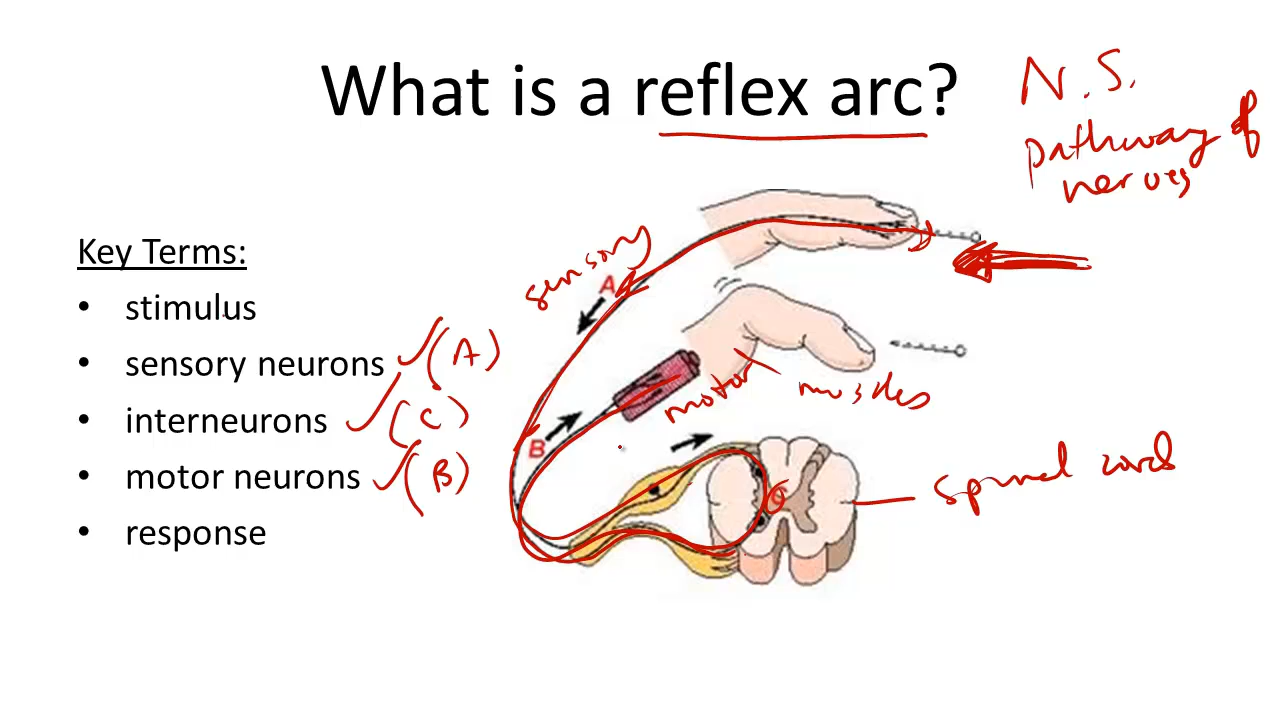 What is a reflex arc?
N.S.
pathway of
nerves
Key Terms:
• stimulus
• sensory neurons (A)
• interneurons (C)
• motor neurons (B)
• response
sensory
A
B
motor
muscles
C
spinal cord